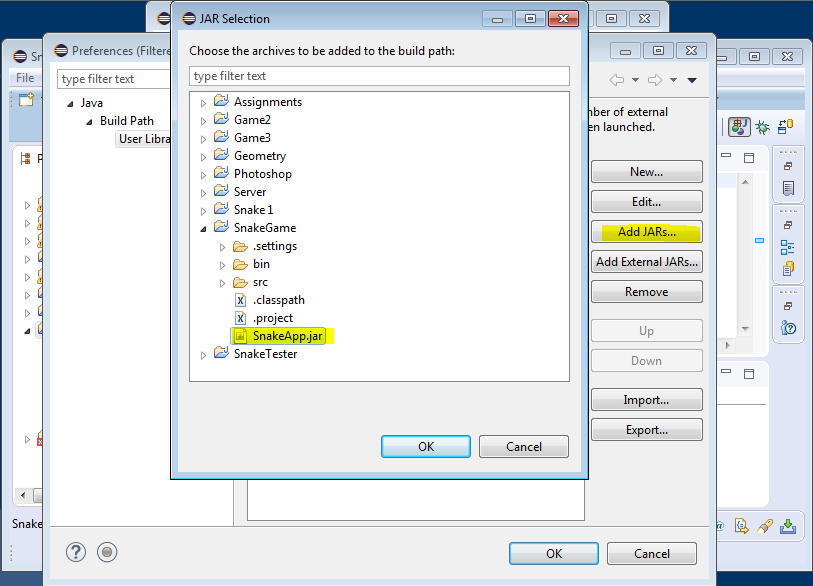 JAR Selection
Choose the archives to be added to the build path:
type filter text
Assignments
Game2
Game3
Geometry
Photoshop
Server
Snake 1
SnakeGame
.settings
bin
src
.classpath
.project
SnakeApp.jar
SnakeTester
OK
Cancel
Preferences (Filtere
type filter text
Java
Build Path
User Libra
nber of external
en launched.
New...
Edit...
Add JARs...
Add External JARs...
Remove
Up
Down
Import...
Export...
OK
Cancel
Sn
File
P
Snake